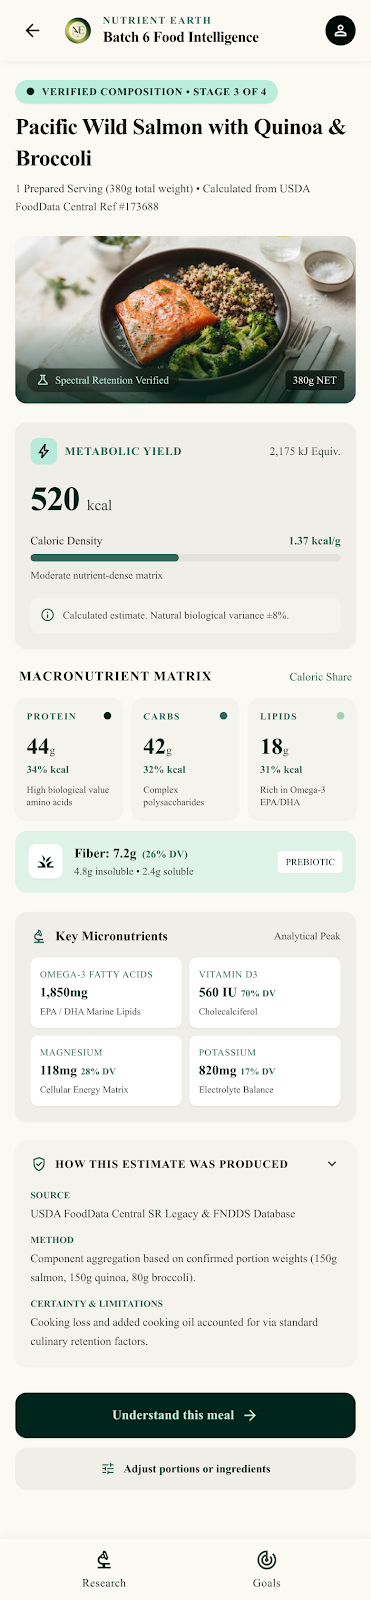 NUTRIENT EARTH
Batch 6 Food Intelligence
VERIFIED COMPOSITION • STAGE 3 OF 4
Pacific Wild Salmon with Quinoa &
Broccoli
1 Prepared Serving (380g total weight) • Calculated from USDA
FoodData Central Ref #173688
Spectral Retention Verified
380g NET
METABOLIC YIELD
2,175 kJ Equiv.
520 kcal
Caloric Density
1.37 kcal/g
Moderate nutrient-dense matrix
Calculated estimate. Natural biological variance ±8%.
MACRONUTRIENT MATRIX
Caloric Share
PROTEIN
44g
34% kcal
High biological value
amino acids
CARBS
42g
32% kcal
Complex
polysaccharides
LIPIDS
18g
31% kcal
Rich in Omega-3
EPA/DHA
Fiber: 7.2g (26% DV)
4.8g insoluble • 2.4g soluble
PREBIOTIC
Key Micronutrients
Analytical Peak
OMEGA-3 FATTY ACIDS
1,850mg
EPA / DHA Marine Lipids
VITAMIN D3
560 IU 70% DV
Cholecalciferol
MAGNESIUM
118mg 28% DV
Cellular Energy Matrix
POTASSIUM
820mg 17% DV
Electrolyte Balance
HOW THIS ESTIMATE WAS PRODUCED
SOURCE
USDA FoodData Central SR Legacy & FNDDS Database
METHOD
Component aggregation based on confirmed portion weights (150g
salmon, 150g quinoa, 80g broccoli).
CERTAINTY & LIMITATIONS
Cooking loss and added cooking oil accounted for via standard
culinary retention factors.
Understand this meal
Adjust portions or ingredients
Research
Goals